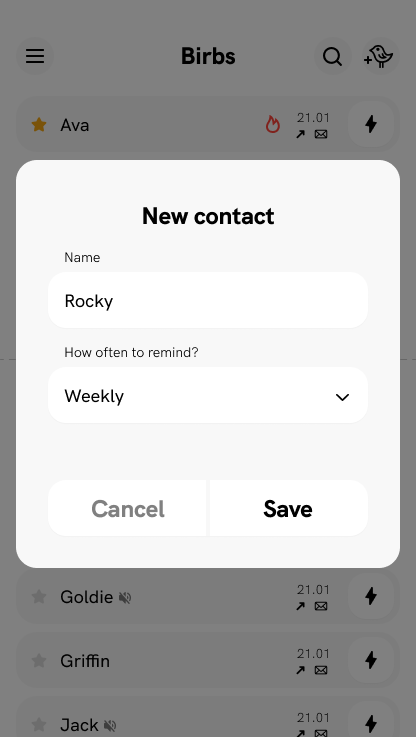 Birbs
Ava
21.01
New contact
Name
Rocky
How often to remind?
Weekly
Cancel
Save
Goldie
21.01
Griffin
21.01
Jack
21.01